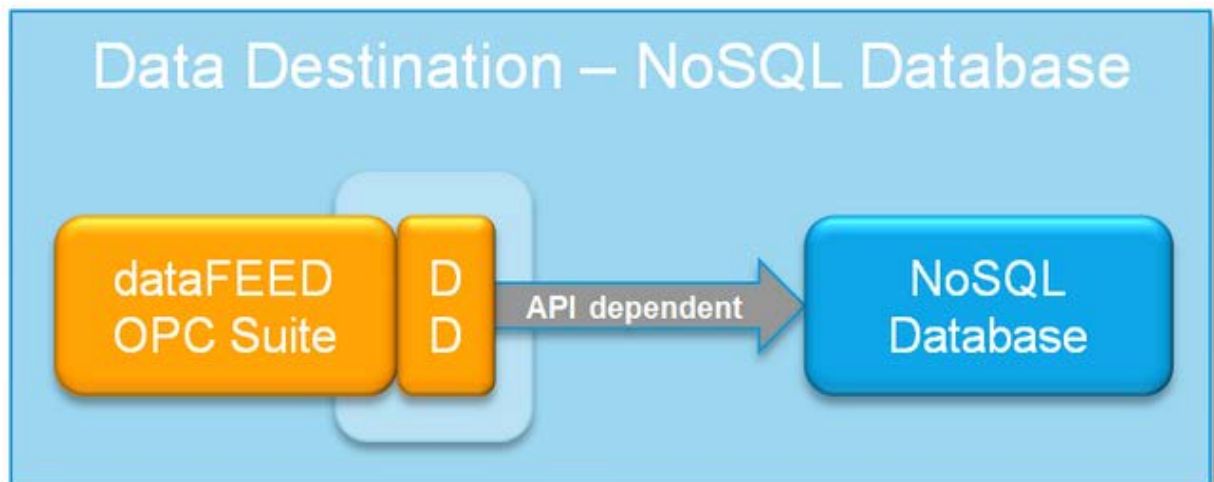 Data Destination – NoSQL Database
dataFEED
OPC Suite
D
D
API dependent
NoSQL
Database